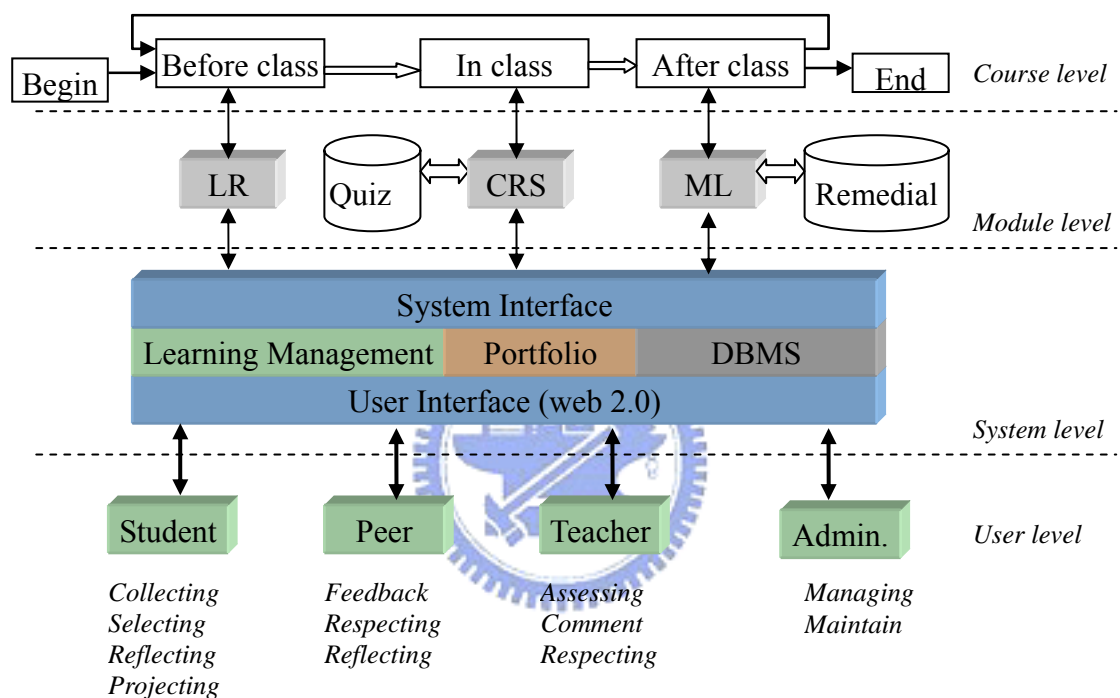 Begin
Before class
In class
After class
End
Course level
LR
Quiz
CRS
ML
Remedial
Module level
System Interface
Learning Management
Portfolio
DBMS
User Interface (web 2.0)
System level
Student
Peer
Teacher
Admin.
User level
Collecting
Selecting
Reflecting
Projecting
Feedback
Respecting
Reflecting
Assessing
Comment
Respecting
Managing
Maintain